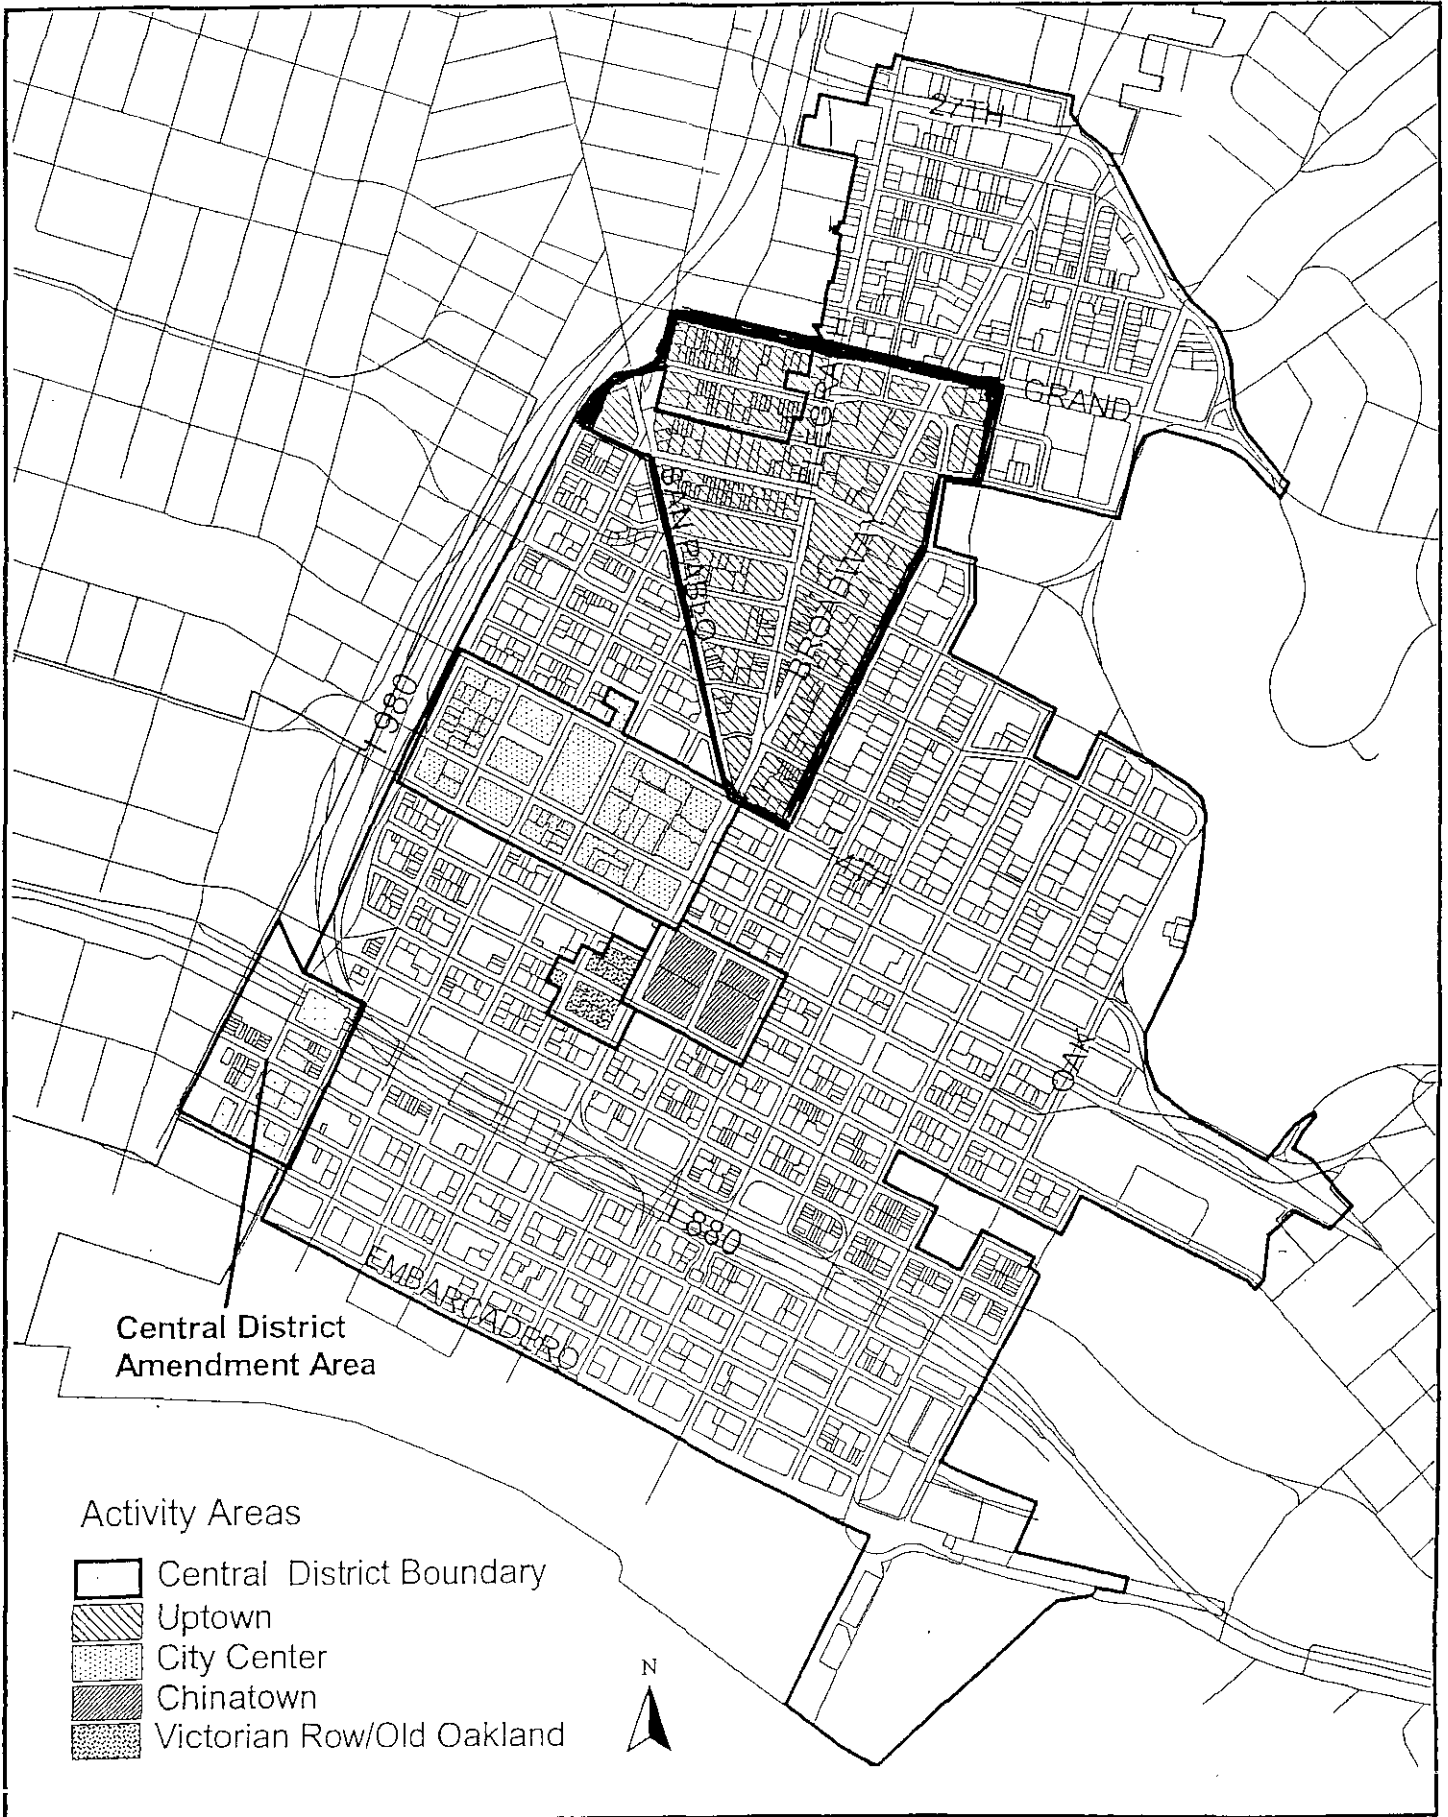 27TH
GRAND
TELEGRAPH
SAN PABLO
BROADWAY
I-980
14TH
OAK
I-880
EMBARCADERO
Central District
Amendment Area
Activity Areas
Central District Boundary
Uptown
City Center
Chinatown
Victorian Row/Old Oakland
N